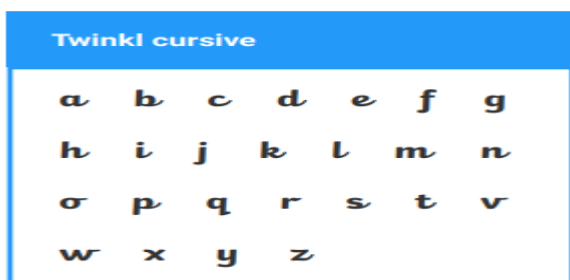 Twinkl cursive
a b c d e f g
h i j k l m n
o p q r s t v
w x y z